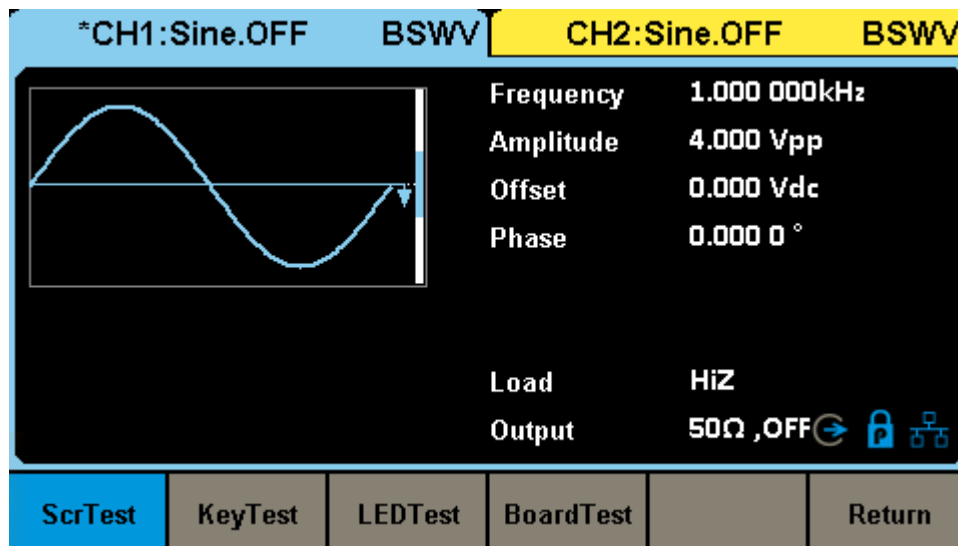 *CH1:Sine.OFF BSWV CH2:Sine.OFF BSWV
Frequency 1.000 000kHz
Amplitude 4.000 Vpp
Offset 0.000 Vdc
Phase 0.000 0 °
Load HiZ
Output 50Ω ,OFF P
ScrTest KeyTest LEDTest BoardTest Return